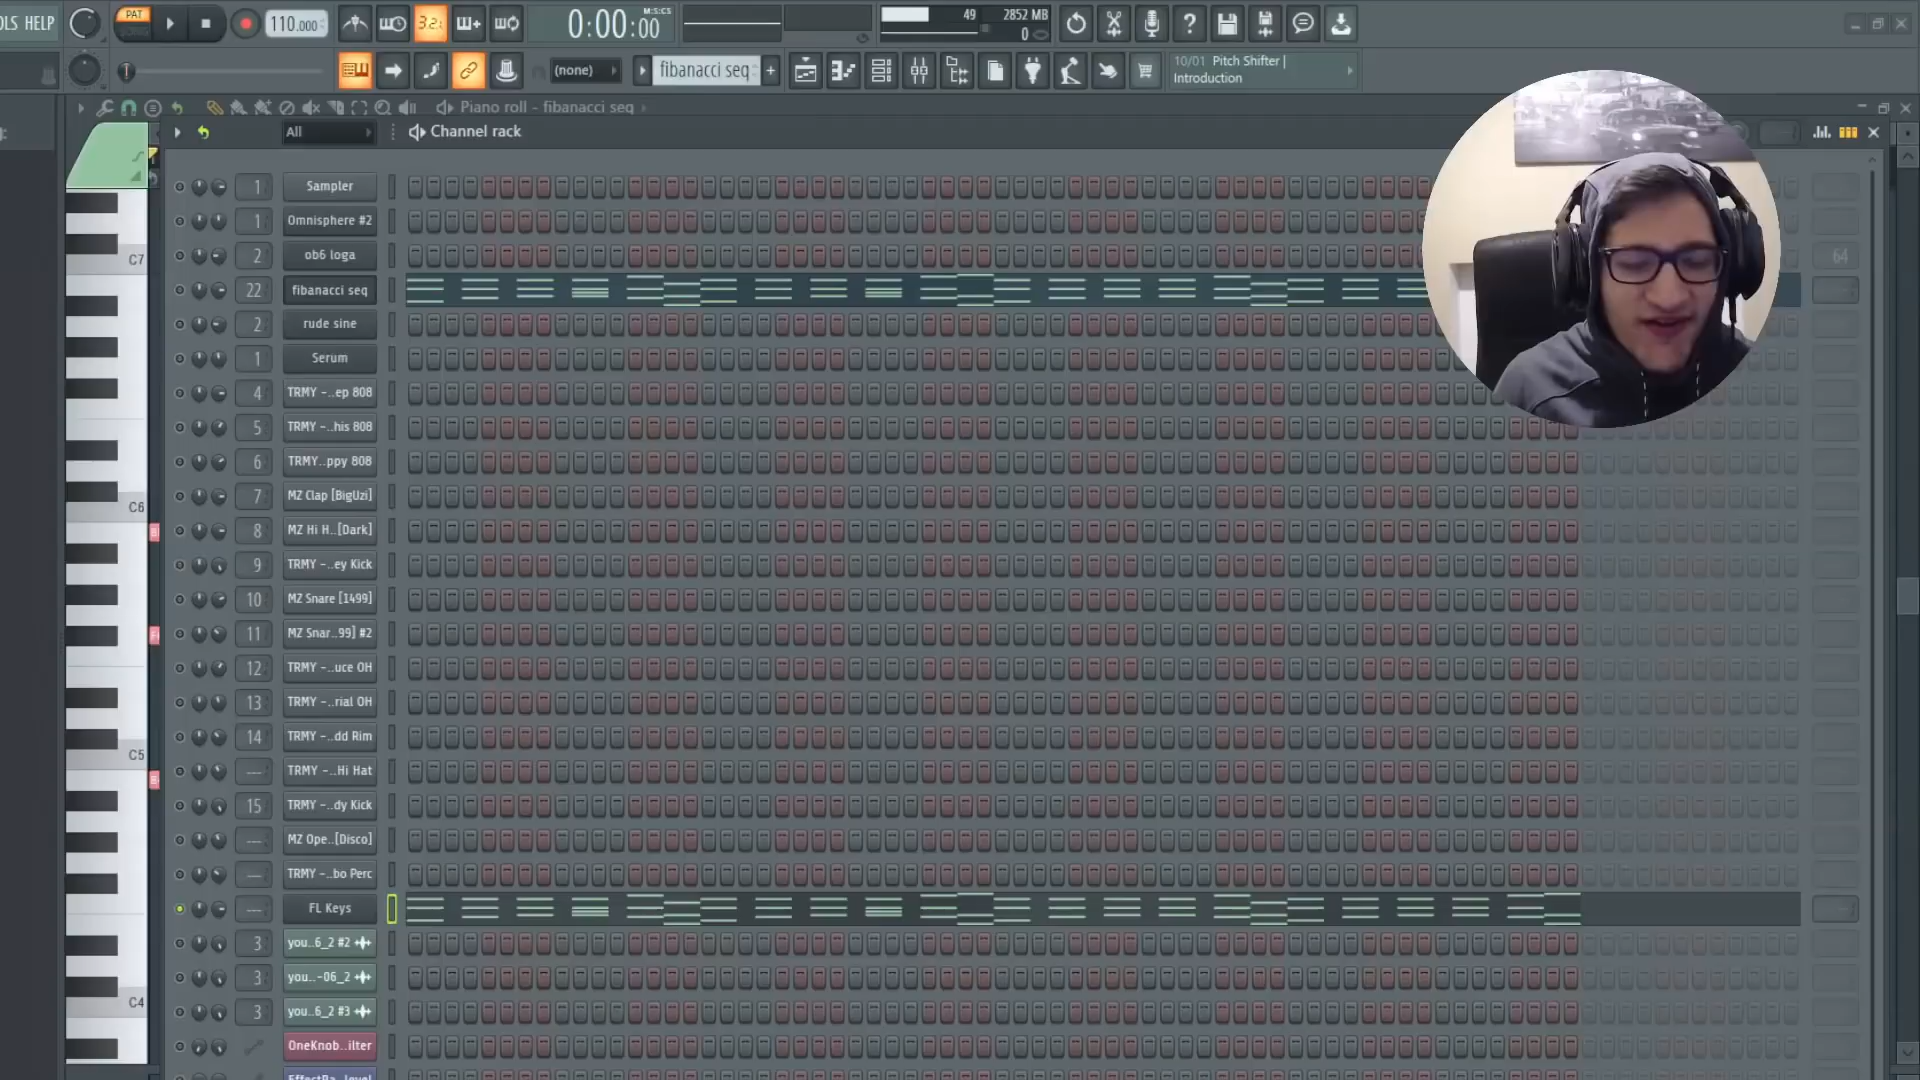 OLS HELP
PAT
SONG
110.000
3.2:
0:00:00
M:S:CS
49
2852 MB
0
(none)
fibanacci seq
10/01 Pitch Shifter |
Introduction
Piano roll - fibanacci seq
All
Channel rack
1 Sampler
1 Omnisphere #2
2 ob6 loga
64
22 fibanacci seq
2 rude sine
1 Serum
4 TRMY -..ep 808
5 TRMY -..his 808
6 TRMY..ppy 808
7 MZ Clap [BigUzi]
8 MZ Hi H..[Dark]
9 TRMY -..ey Kick
10 MZ Snare [1499]
11 MZ Snar..99] #2
12 TRMY -..uce OH
13 TRMY -..rial OH
14 TRMY -..dd Rim
--- TRMY -..Hi Hat
15 TRMY -..dy Kick
--- MZ Ope..[Disco]
--- TRMY -..bo Perc
--- FL Keys
3 you..6_2 #2
3 you..-06_2
3 you..6_2 #3
OneKnob..ilter
C7
C6
C5
C4